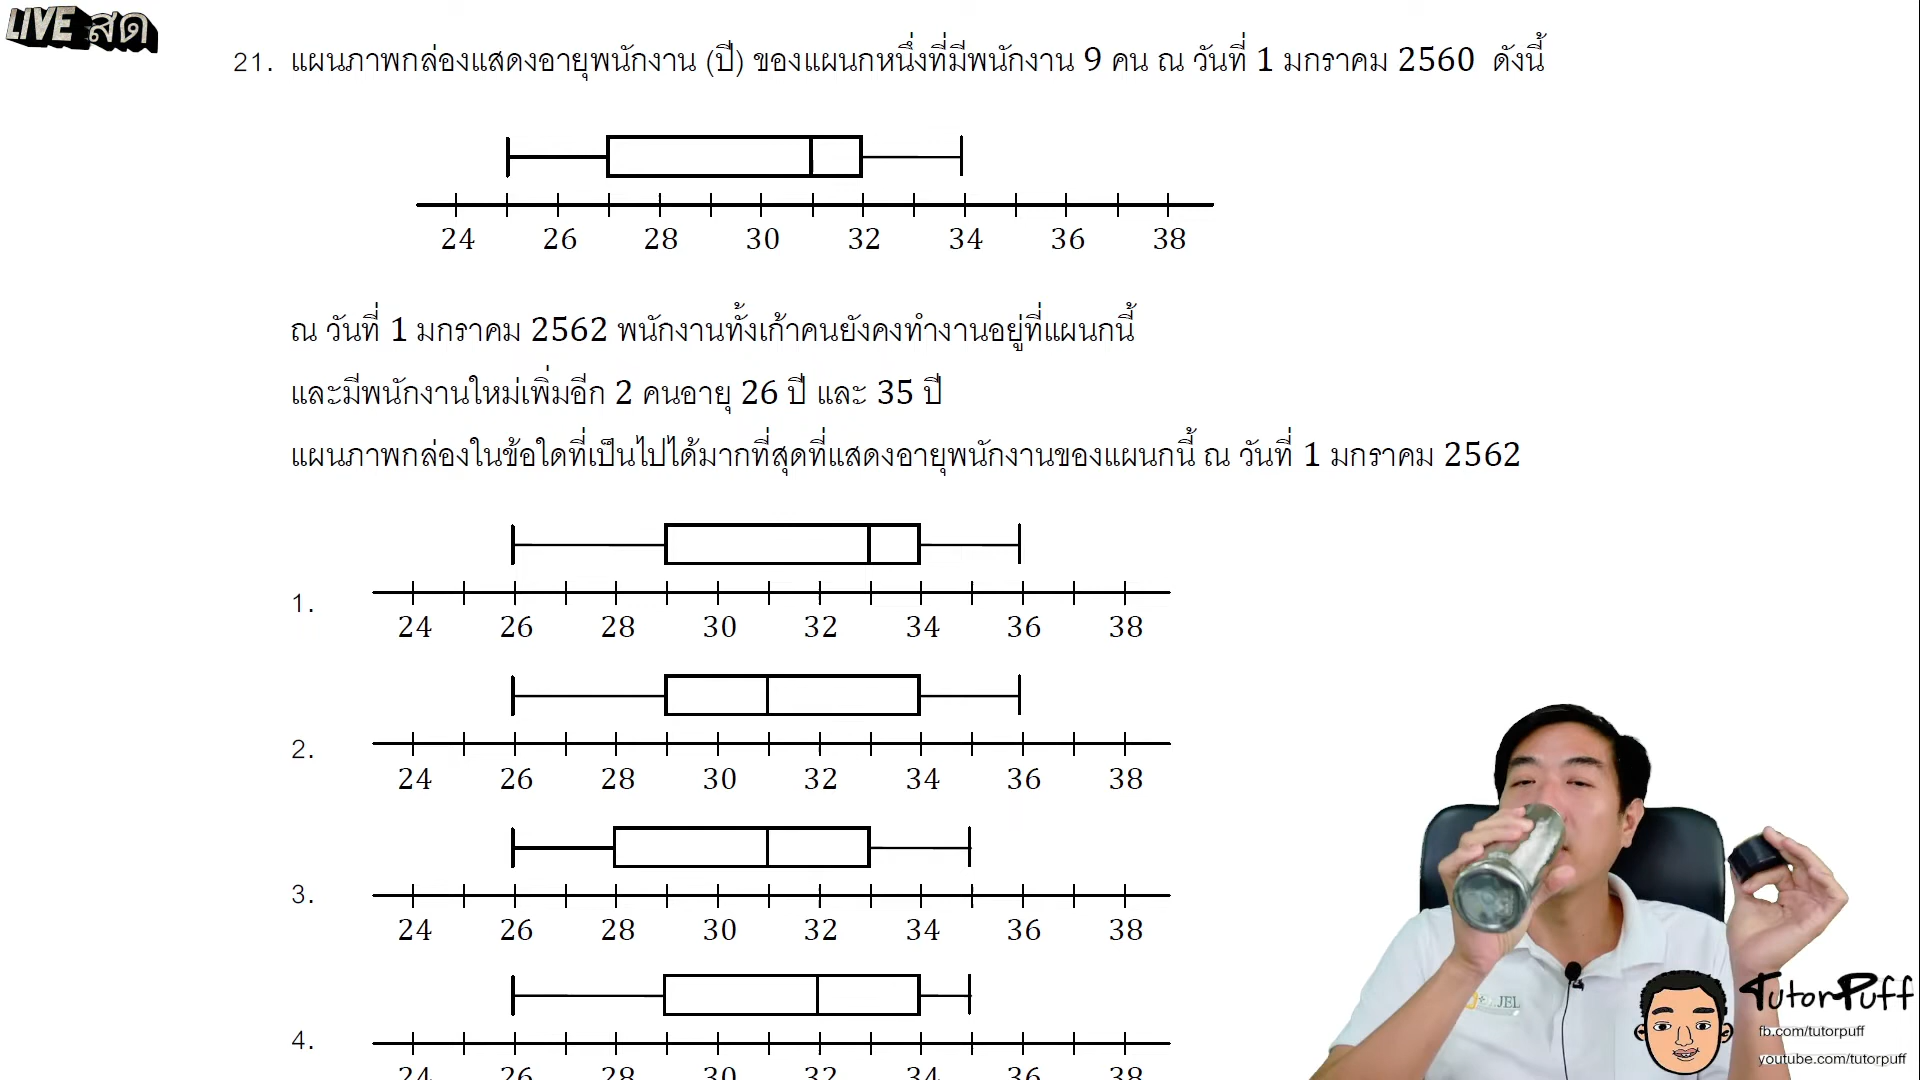 LIVE สด
21. แผนภาพกล่องแสดงอายุพนักงาน (ปี) ของแผนกหนึ่งที่มีพนักงาน 9 คน ณ วันที่ 1 มกราคม 2560 ดังนี้
24 26 28 30 32 34 36 38
ณ วันที่ 1 มกราคม 2562 พนักงานทั้งเก้าคนยังคงทำงานอยู่ที่แผนกนี้
และมีพนักงานใหม่เพิ่มอีก 2 คนอายุ 26 ปี และ 35 ปี
แผนภาพกล่องในข้อใดที่เป็นไปได้มากที่สุดที่แสดงอายุพนักงานของแผนกนี้ ณ วันที่ 1 มกราคม 2562
1.
24 26 28 30 32 34 36 38
2.
24 26 28 30 32 34 36 38
3.
24 26 28 30 32 34 36 38
4.
24 26 28 30 32 34 36 38
JEL
TutorPuff
fb.com/tutorpuff
youtube.com/tutorpuff